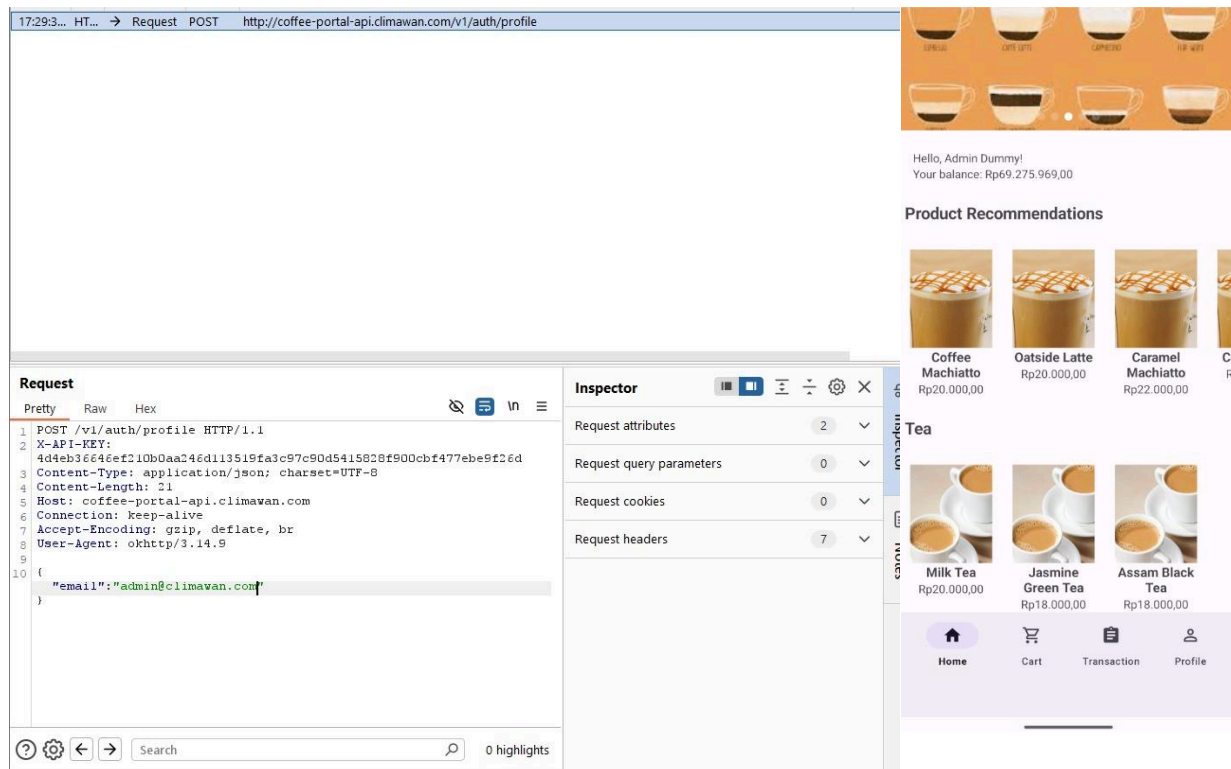 17:29:3... HT... → Request POST http://coffee-portal-api.climawan.com/v1/auth/profile
Request
Pretty Raw Hex
\n
1 POST /v1/auth/profile HTTP/1.1
2 X-API-KEY:
4d4eb36646ef210b0aa246d113519fa3c97c90d5415828f900cbf477ebe9f26d
3 Content-Type: application/json; charset=UTF-8
4 Content-Length: 21
5 Host: coffee-portal-api.climawan.com
6 Connection: keep-alive
7 Accept-Encoding: gzip, deflate, br
8 User-Agent: okhttp/3.14.9
9
10 {
"email":"admin@climawan.com"
}
Search
0 highlights
Inspector
Request attributes 2
Request query parameters 0
Request cookies 0
Request headers 7
Inspector
Notes
ESPRESSO CAFFE LATTE CAPPUCCINO FLAT WHITE
Hello, Admin Dummy!
Your balance: Rp69.275.969,00
Product Recommendations
Coffee Machiatto
Rp20.000,00
Oatside Latte
Rp20.000,00
Caramel Machiatto
Rp22.000,00
Tea
Milk Tea
Rp20.000,00
Jasmine Green Tea
Rp18.000,00
Assam Black Tea
Rp18.000,00
Home Cart Transaction Profile